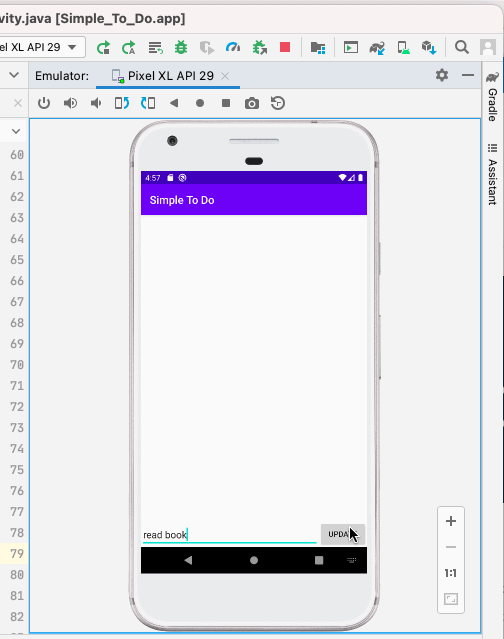 vity.java [Simple_To_Do.app]
el XL API 29
Emulator:
Pixel XL API 29
Gradle
Assistant
60
61
62
63
64
65
66
67
68
69
70
71
72
73
74
75
76
77
78
79
80
81
82
4:57
Simple To Do
read book
UPDA
1:1